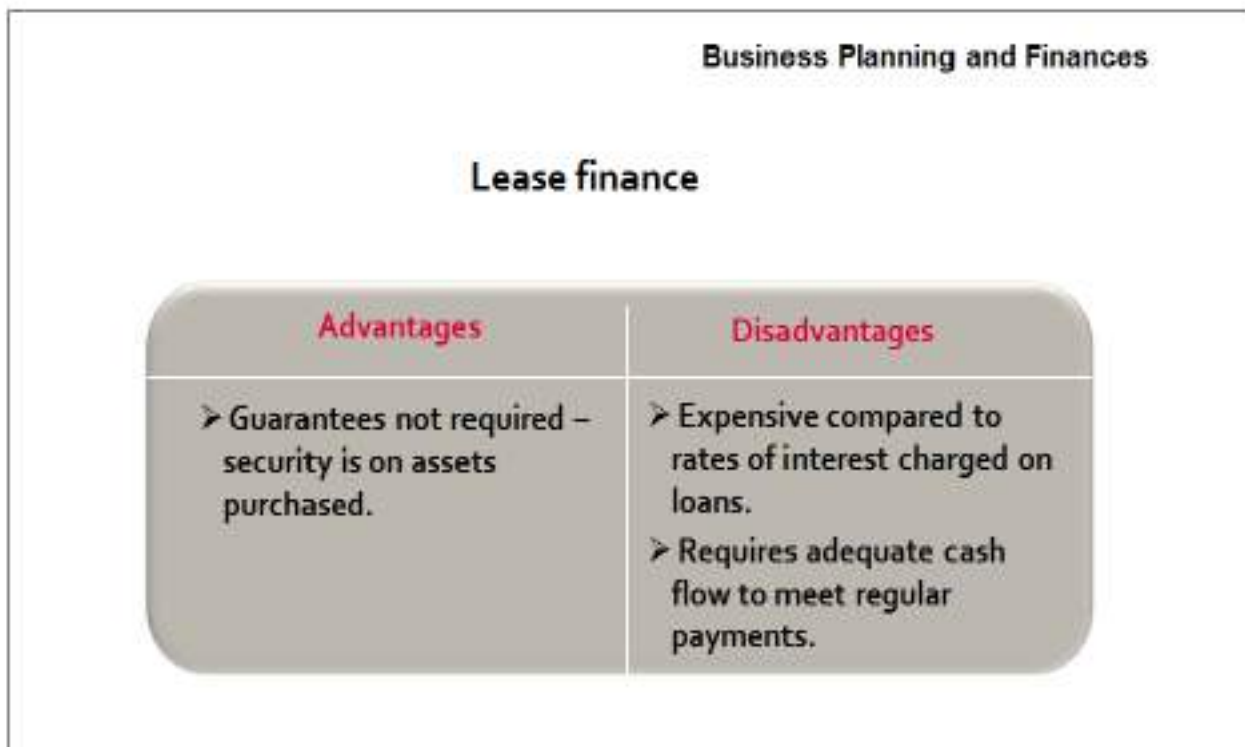 Business Planning and Finances
Lease finance
Advantages
➢ Guarantees not required –
security is on assets
purchased.
Disadvantages
➢ Expensive compared to
rates of interest charged on
loans.
➢ Requires adequate cash
flow to meet regular
payments.